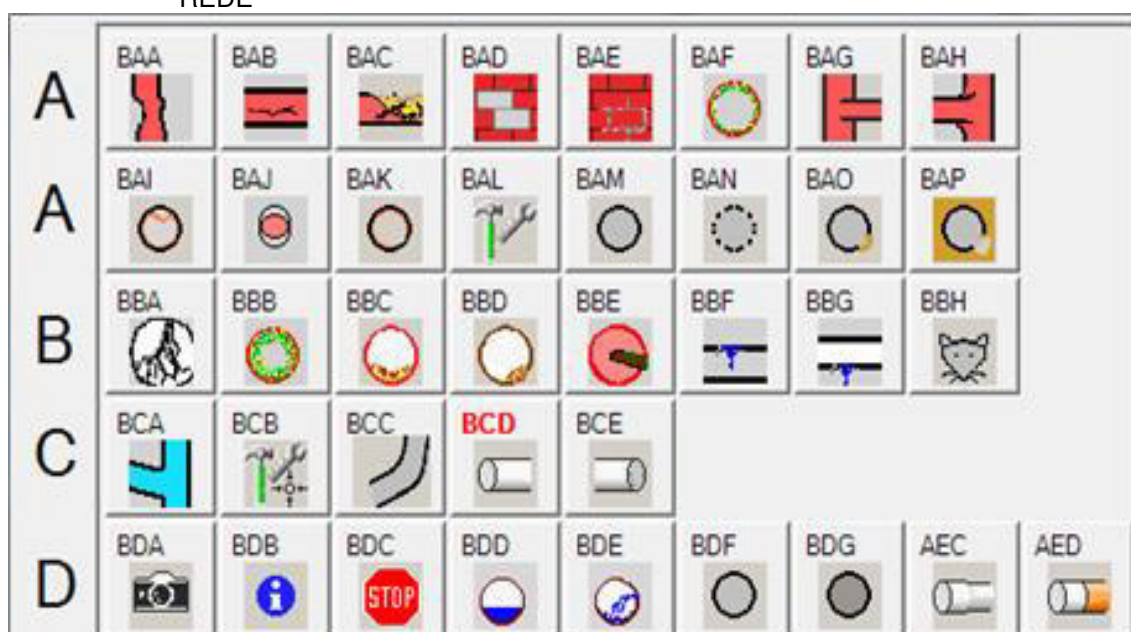 REDE
A BAA BAB BAC BAD BAE BAF BAG BAH
A BAI BAJ BAK BAL BAM BAN BAO BAP
B BBA BBB BBC BBD BBE BBF BBG BBH
C BCA BCB BCC BCD BCE
D BDA BDB BDC BDD BDE BDF BDG AEC AED
STOP